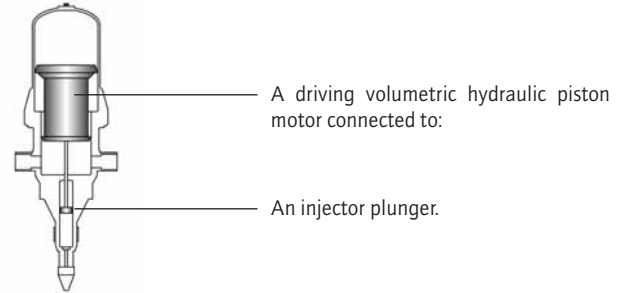 A driving volumetric hydraulic piston
motor connected to:
An injector plunger.